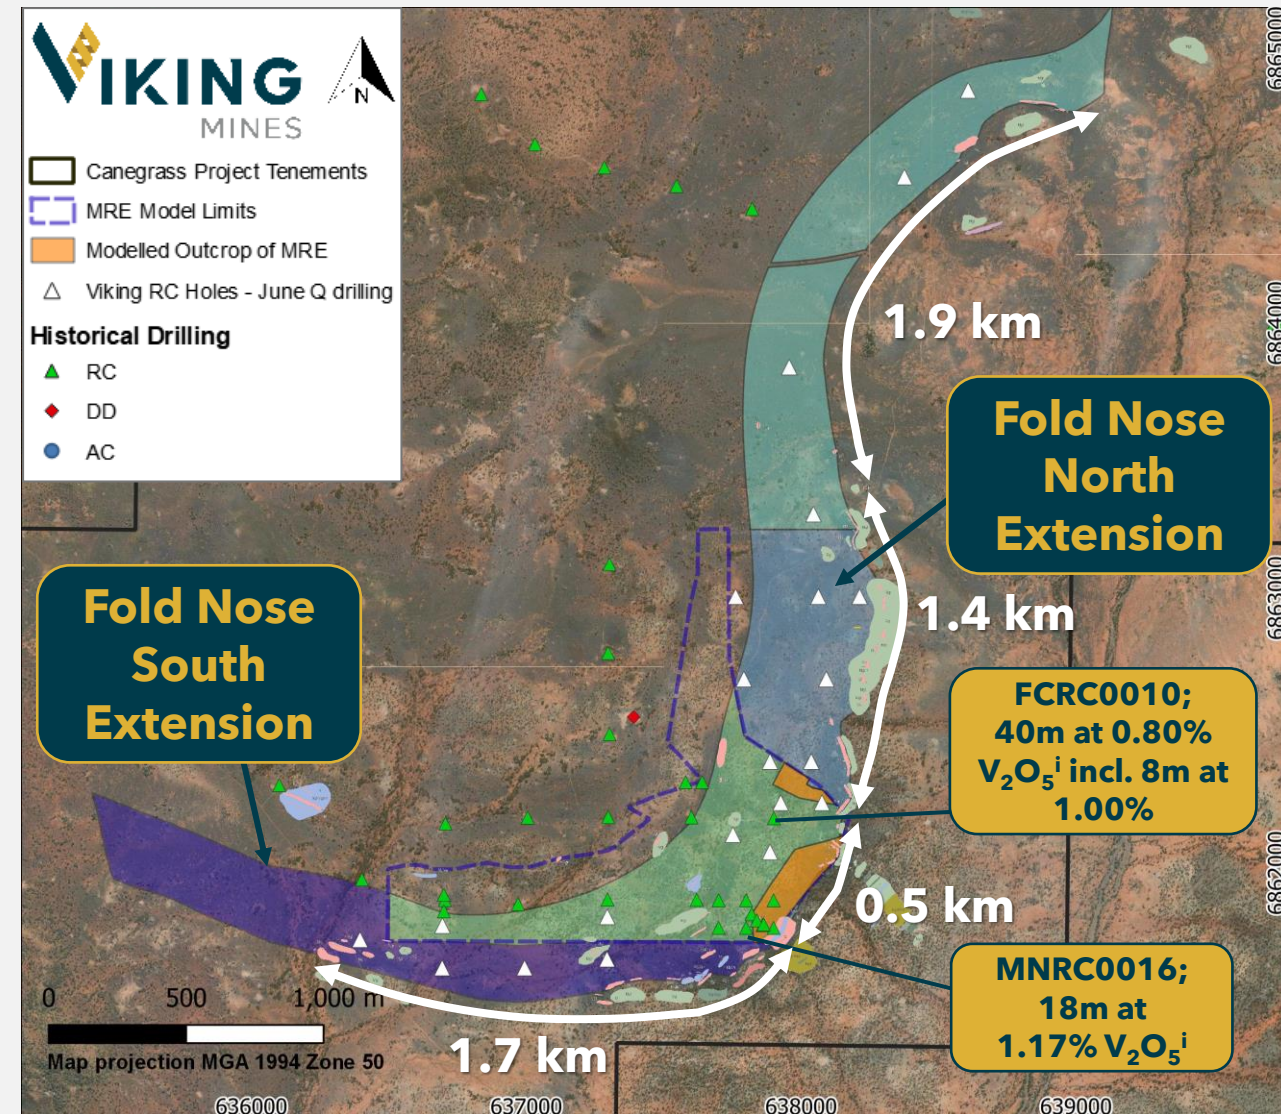 VIKING
MINES
N
Canegrass Project Tenements
MRE Model Limits
Modelled Outcrop of MRE
Viking RC Holes - June Q drilling
Historical Drilling
RC
DD
AC
6865000
6864000
6863000
6862000
1.9 km
Fold Nose
North
Extension
1.4 km
Fold Nose
South
Extension
FCRC0010;
40m at 0.80%
V₂O₅ⁱ incl. 8m at
1.00%
0.5 km
MNRC0016;
18m at
1.17% V₂O₅ⁱ
1.7 km
0 500 1,000 m
Map projection MGA 1994 Zone 50
636000 637000 638000 639000